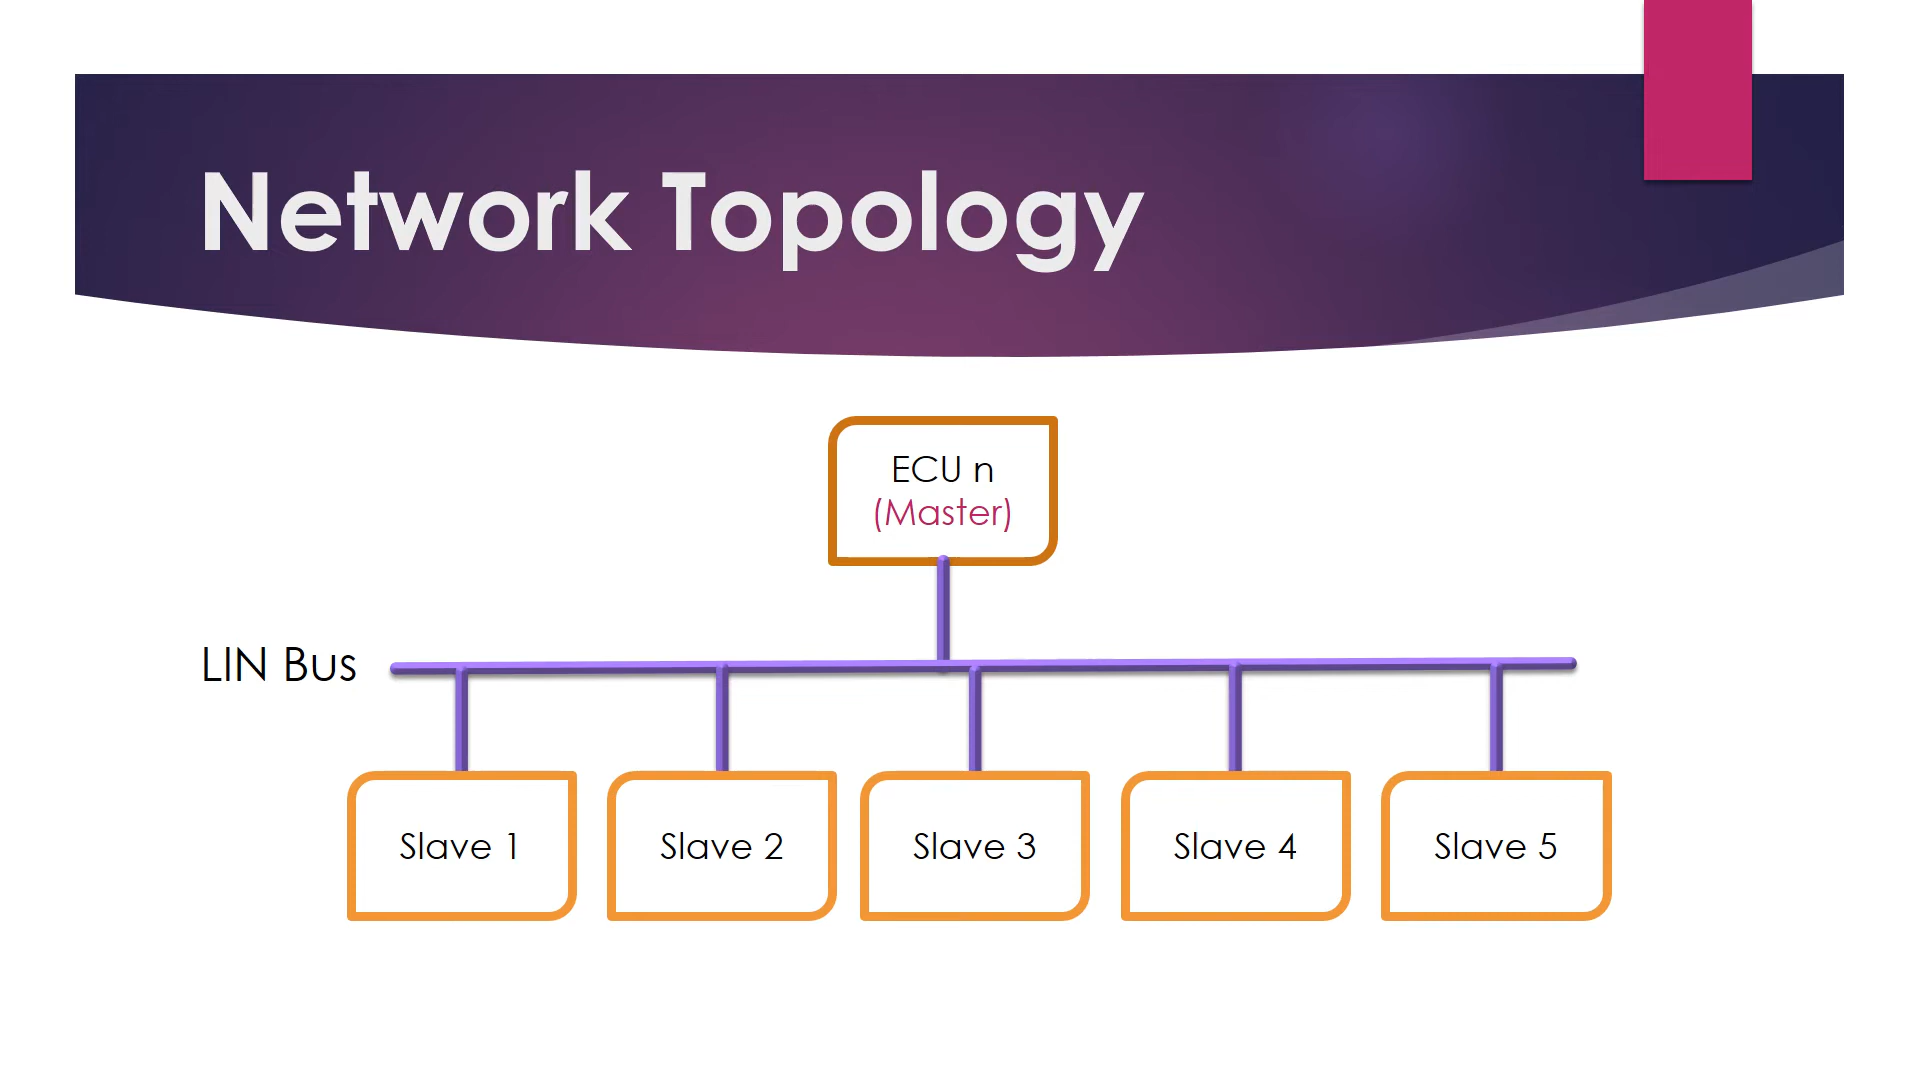 Network Topology
ECU n
(Master)
LIN Bus
Slave 1
Slave 2
Slave 3
Slave 4
Slave 5